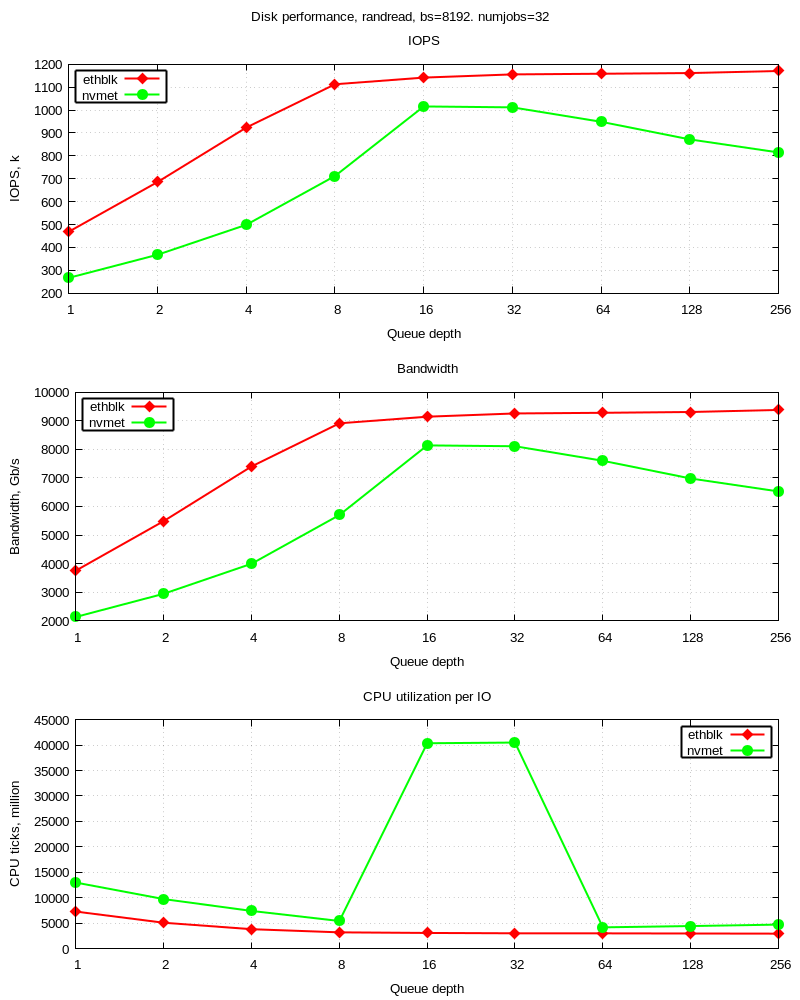 Disk performance, randread, bs=8192. numjobs=32
IOPS
IOPS, k
1200
1100
1000
900
800
700
600
500
400
300
200
ethblk
nvmet
1 2 4 8 16 32 64 128 256
Queue depth
Bandwidth
Bandwidth, Gb/s
10000
9000
8000
7000
6000
5000
4000
3000
2000
ethblk
nvmet
1 2 4 8 16 32 64 128 256
Queue depth
CPU utilization per IO
CPU ticks, million
45000
40000
35000
30000
25000
20000
15000
10000
5000
0
ethblk
nvmet
1 2 4 8 16 32 64 128 256
Queue depth